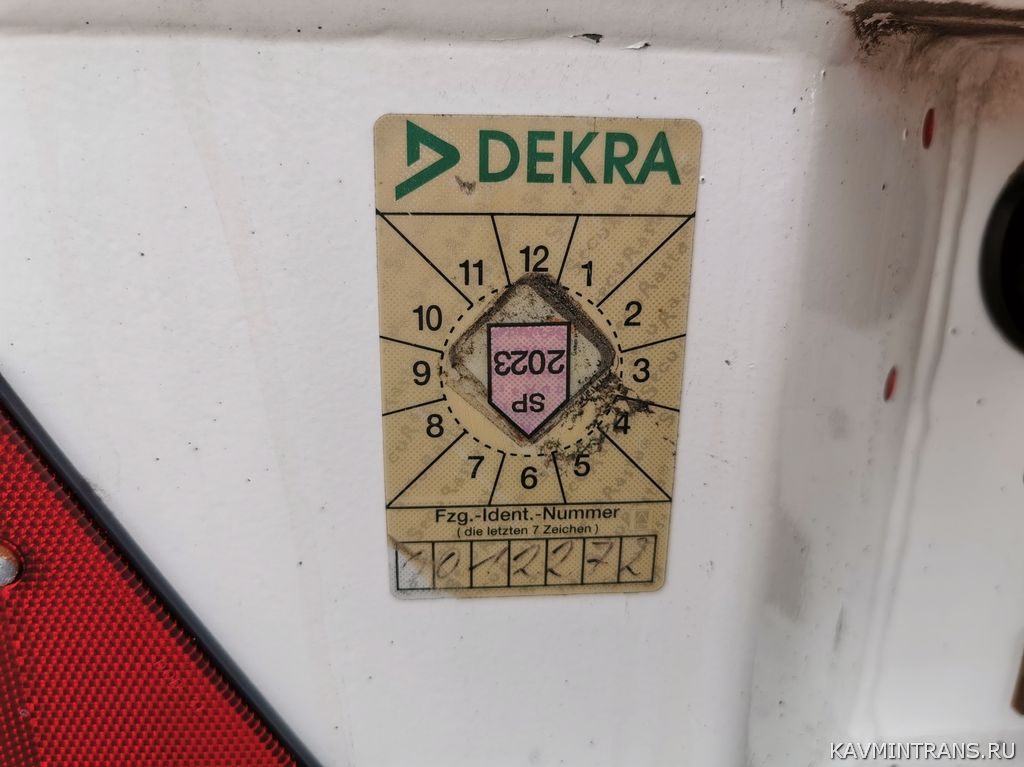 DEKRA
12
11 1
10 2
9 3
8 4
7 5
6
2023
SP
Fzg.-Ident.-Nummer
( die letzten 7 Zeichen )
1012272
KAVMINTRANS.RU